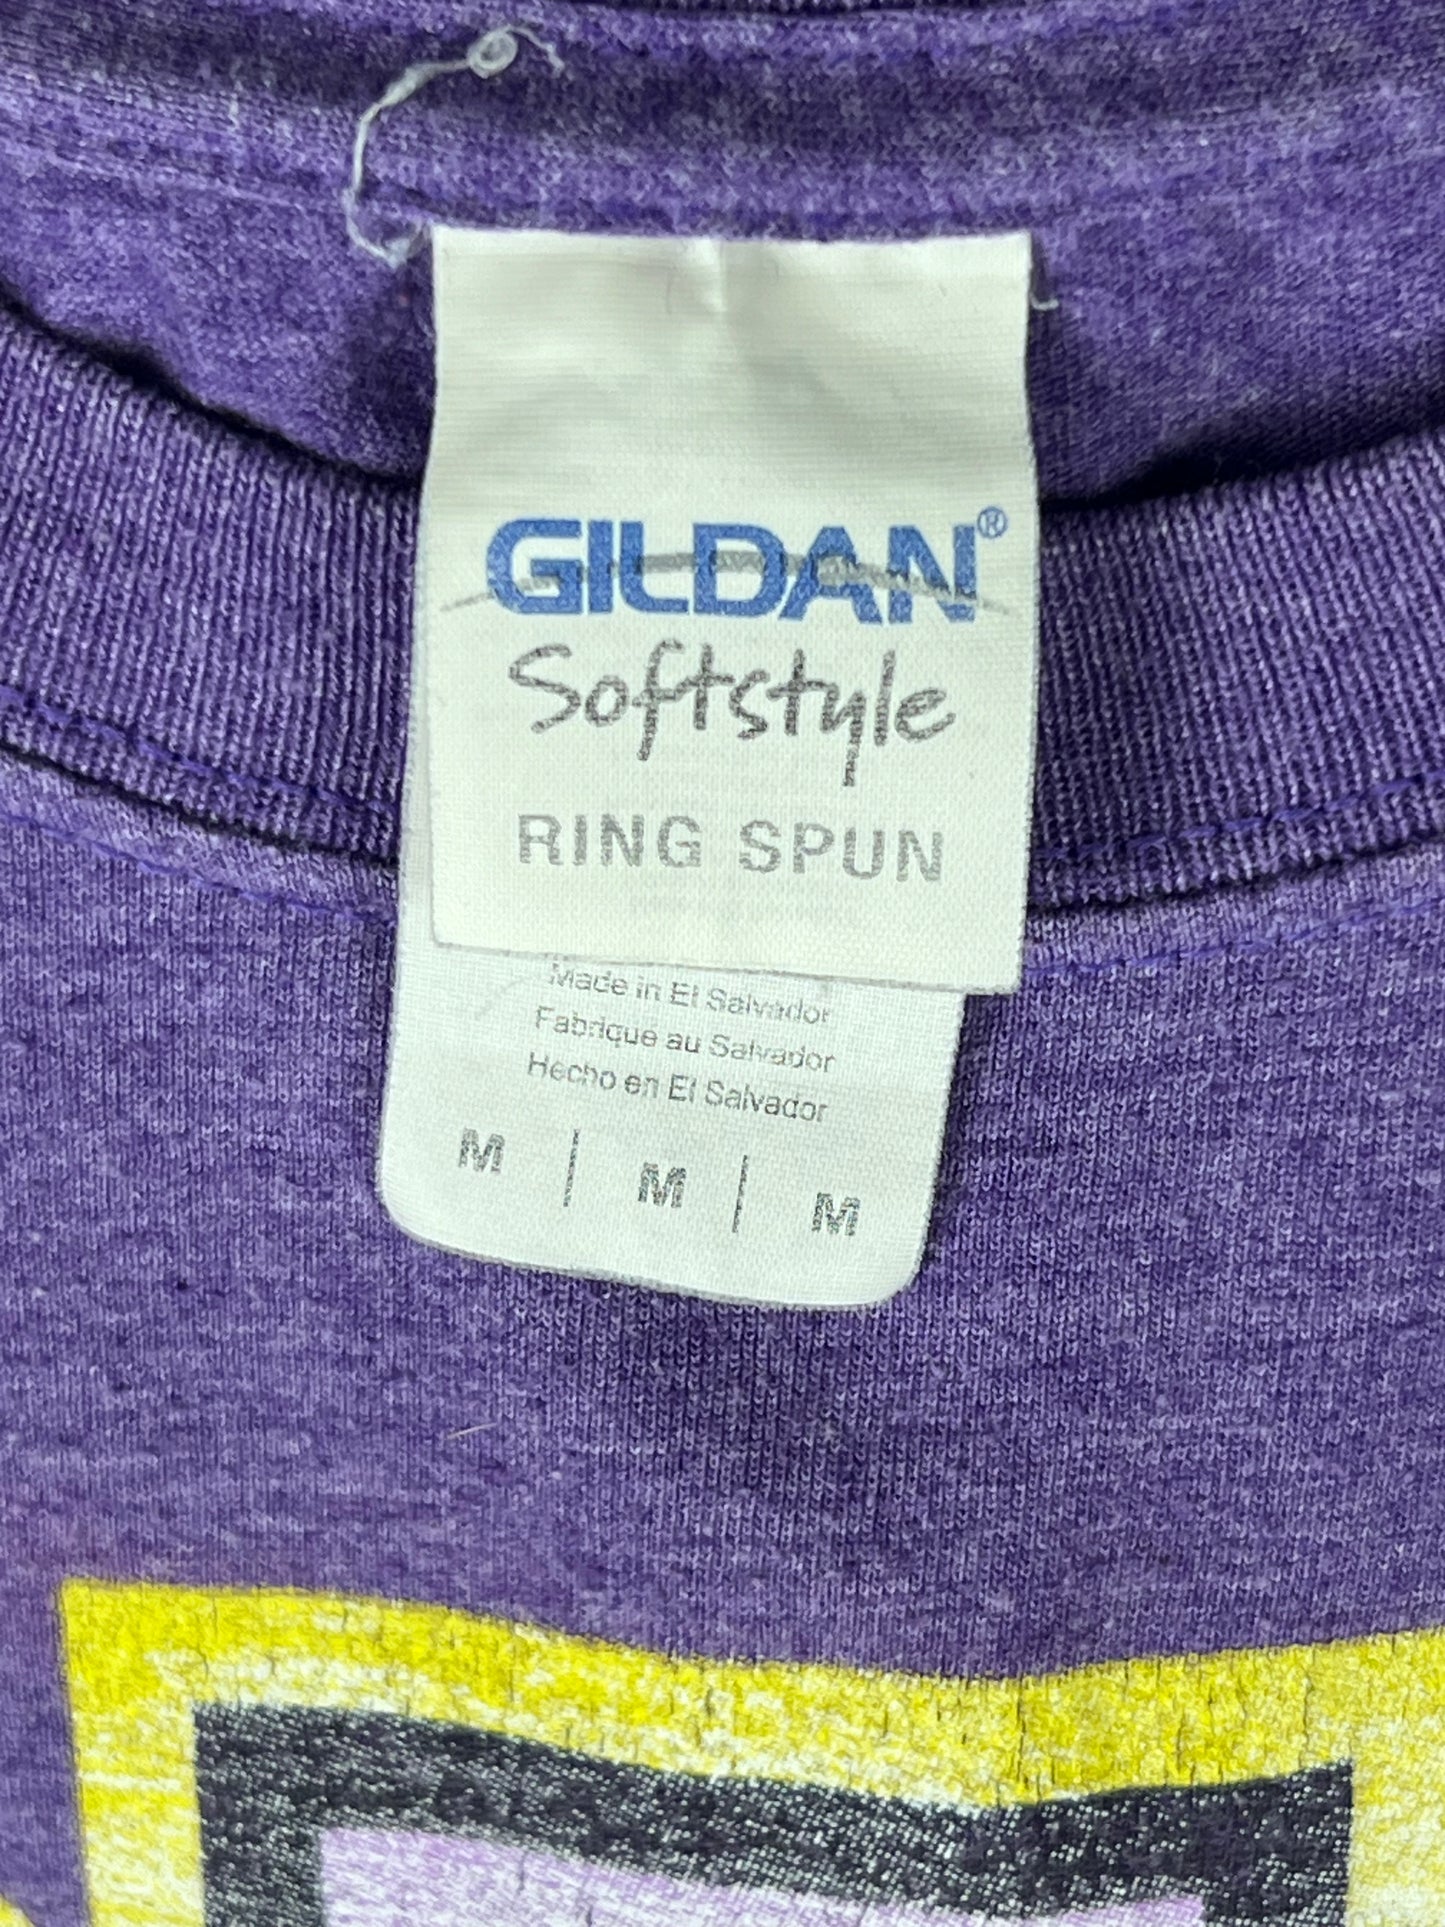 GILDAN®
Softstyle
RING SPUN
Made in El Salvador
Fabrique au Salvador
Hecho en El Salvador
M | M | M